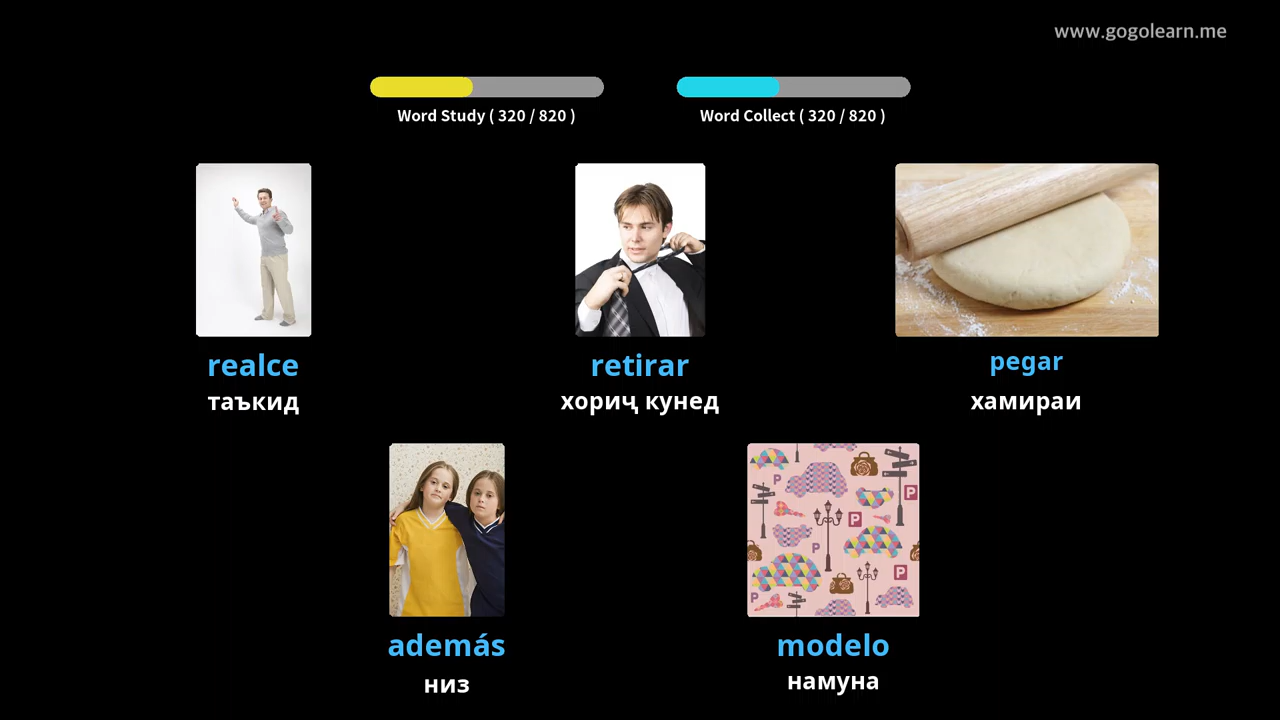 www.gogolearn.me
Word Study ( 320 / 820 )
Word Collect ( 320 / 820 )
realce
таъкид
retirar
хориҷ кунед
pegar
хамираи
además
низ
modelo
намуна